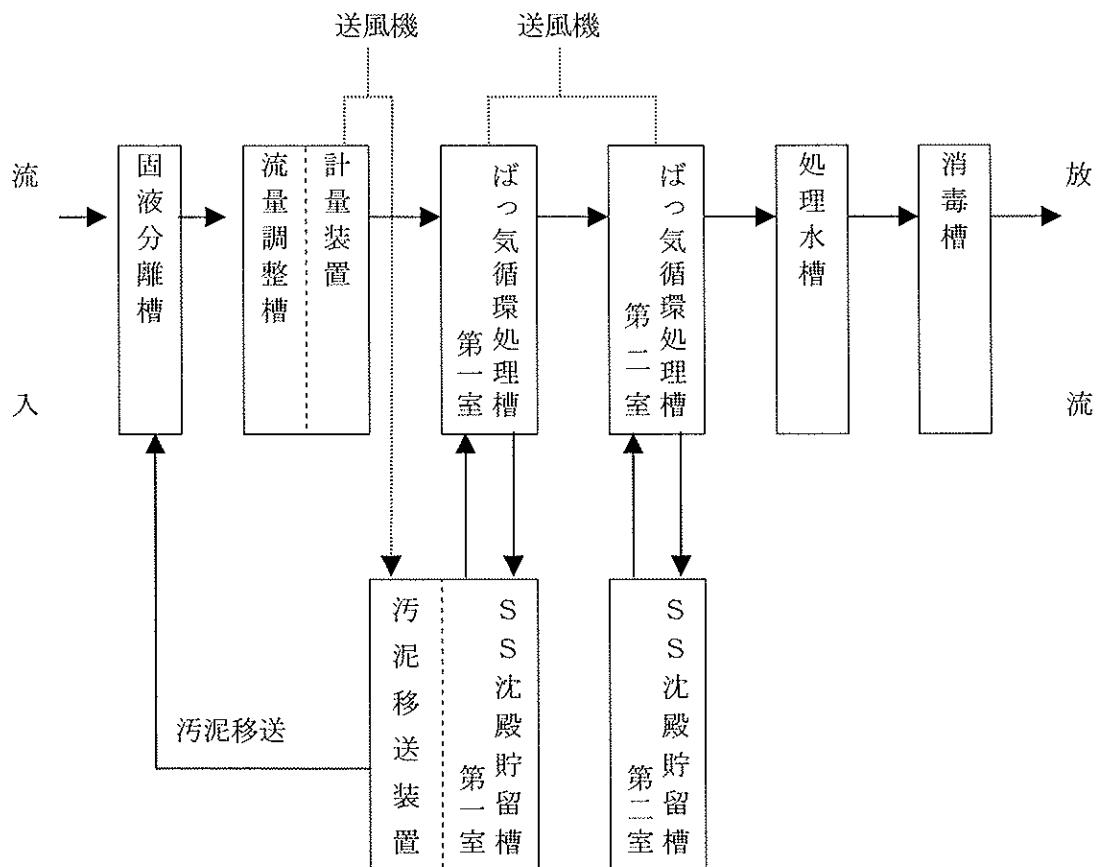 送風機
送風機
流入
固液分離槽
流量調整槽
計量装置
ばっ気循環処理槽
第一室
ばっ気循環処理槽
第二室
処理水槽
消毒槽
放流
汚泥移送
汚泥移送装置
SS沈殿貯留槽
第一室
SS沈殿貯留槽
第二室